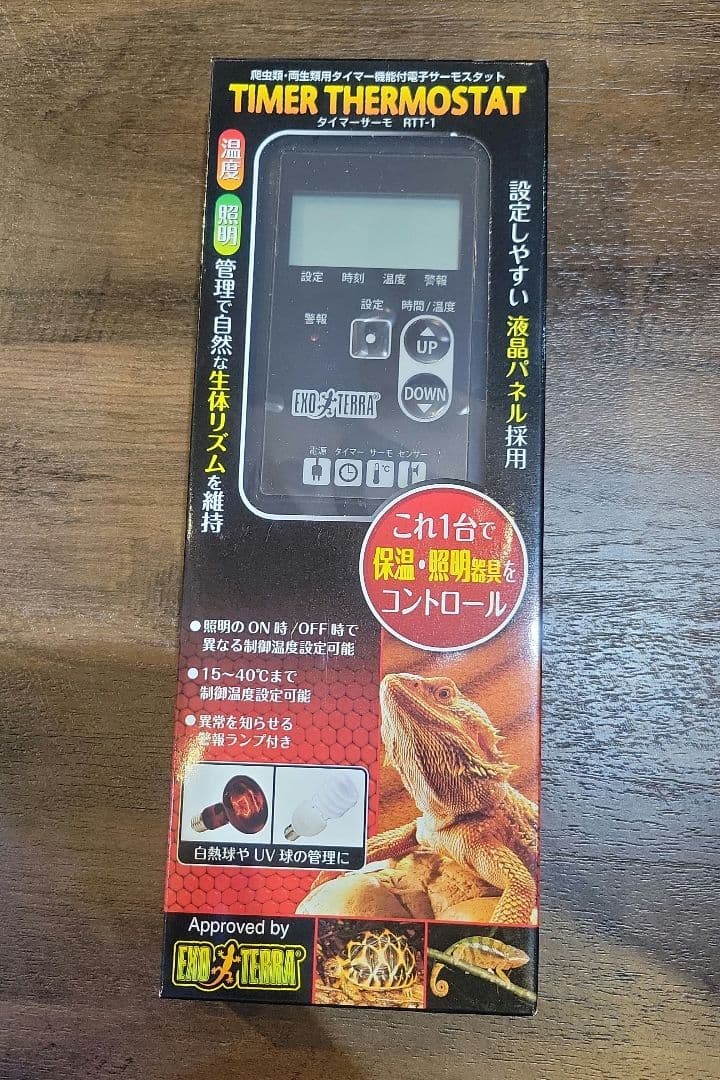 爬虫類・両生類用タイマー機能付電子サーモスタット
TIMER THERMOSTAT
タイマーサーモ RTT-1
温度
照明
管理で自然な生体リズムを維持
設定しやすい液晶パネル採用
設定 時刻 温度 警報
設定 時間/温度
警報
UP
DOWN
EXO TERRA®
電源 タイマー サーモ センサー
℃
これ1台で
保温・照明器具を
コントロール
●照明のON時/OFF時で
異なる制御温度設定可能
●15~40℃まで
制御温度設定可能
●異常を知らせる
警報ランプ付き
白熱球やUV球の管理に
Approved by
EXO TERRA®